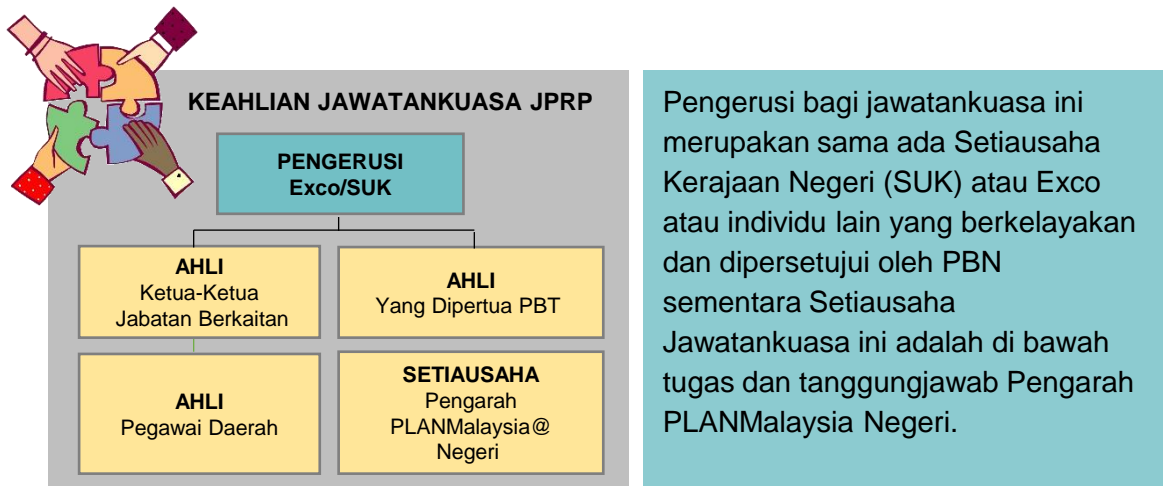 KEAHLIAN JAWATANKUASA JPRP
PENGERUSI
Exco/SUK
AHLI
Ketua-Ketua
Jabatan Berkaitan
AHLI
Yang Dipertua PBT
AHLI
Pegawai Daerah
SETIAUSAHA
Pengarah
PLANMalaysia@
Negeri
Pengerusi bagi jawatankuasa ini
merupakan sama ada Setiausaha
Kerajaan Negeri (SUK) atau Exco
atau individu lain yang berkelayakan
dan dipersetujui oleh PBN
sementara Setiausaha
Jawatankuasa ini adalah di bawah
tugas dan tanggungjawab Pengarah
PLANMalaysia Negeri.